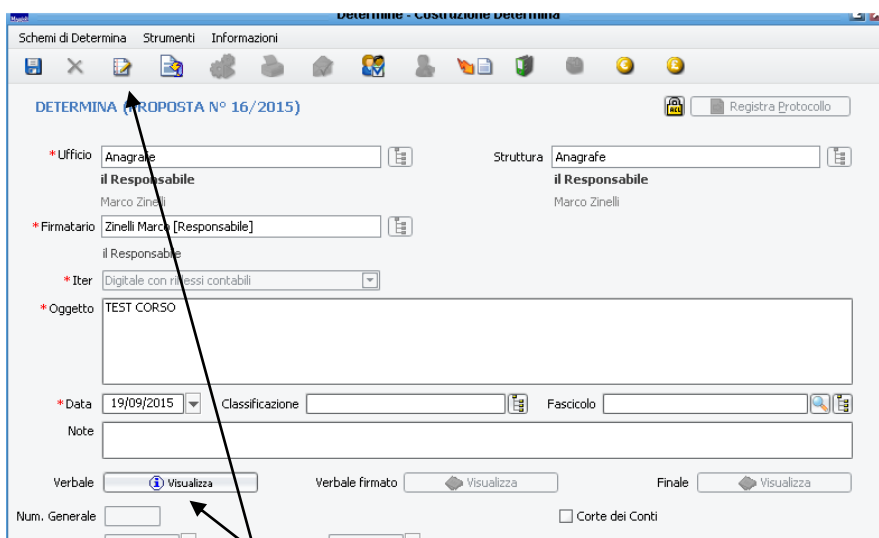 Determine - Costruzione Determina
Schemi di Determina Strumenti Informazioni
DETERMINA (PROPOSTA Nº 16/2015)
Registra Protocollo
*Ufficio Anagrafe Struttura Anagrafe
il Responsabile il Responsabile
Marco Zinelli Marco Zinelli
*Firmatario Zinelli Marco [Responsabile]
il Responsabile
*Iter Digitale con riflessi contabili
*Oggetto TEST CORSO
*Data 19/09/2015 Classificazione Fascicolo
Note
Verbale Visualizza Verbale firmato Visualizza Finale Visualizza
Num. Generale Corte dei Conti